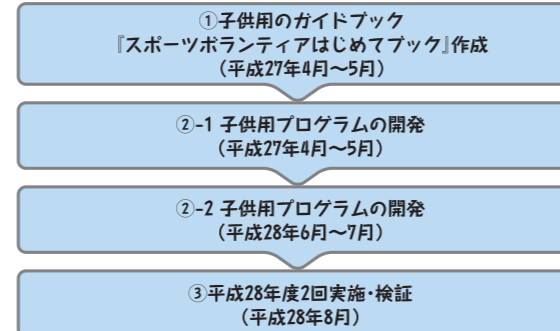 ①子供用のガイドブック
『スポーツボランティアはじめてブック』作成
(平成27年4月〜5月)
②-1 子供用プログラムの開発
(平成27年4月〜5月)
②-2 子供用プログラムの開発
(平成28年6月〜7月)
③平成28年度2回実施・検証
(平成28年8月)